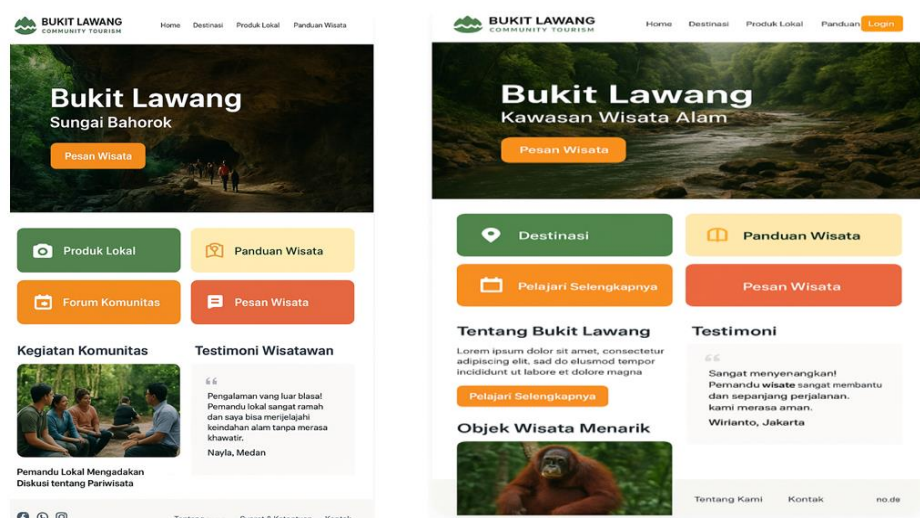 BUKIT LAWANG
COMMUNITY TOURISM
Home Destinasi Produk Lokal Panduan Wisata
Bukit Lawang
Sungai Bahorok
Pesan Wisata
Produk Lokal
Panduan Wisata
Forum Komunitas
Pesan Wisata
Kegiatan Komunitas
Pemandu Lokal Mengadakan
Diskusi tentang Pariwisata
Testimoni Wisatawan
“
Pengalaman vang luar blasa!
Pemandu lokal sangat ramah
dan saya bisa merijelajahi
keindahan alam tanpa merasa
khawatir.
Nayla, Medan
BUKIT LAWANG
COMMUNITY TOURISM
Home Destinasi Produk Lokal Panduan Login
Bukit Lawang
Kawasan Wisata Alam
Pesan Wisata
Destinasi
Panduan Wisata
Pelajari Selengkapnya
Pesan Wisata
Tentang Bukit Lawang
Lorem ipsum dolor sit amet, consectetur
adipiscing elit, sad do elusmod tempor
incididunt ut labore et dolore magna
Pelajari Selengkapnya
Objek Wisata Menarik
Testimoni
“
Sangat menyenangkan!
Pemandu wisate sangat membantu
dan sepanjang perjalanan.
kami merasa aman.
Wirianto, Jakarta
Tentang Kami Kontak no.de